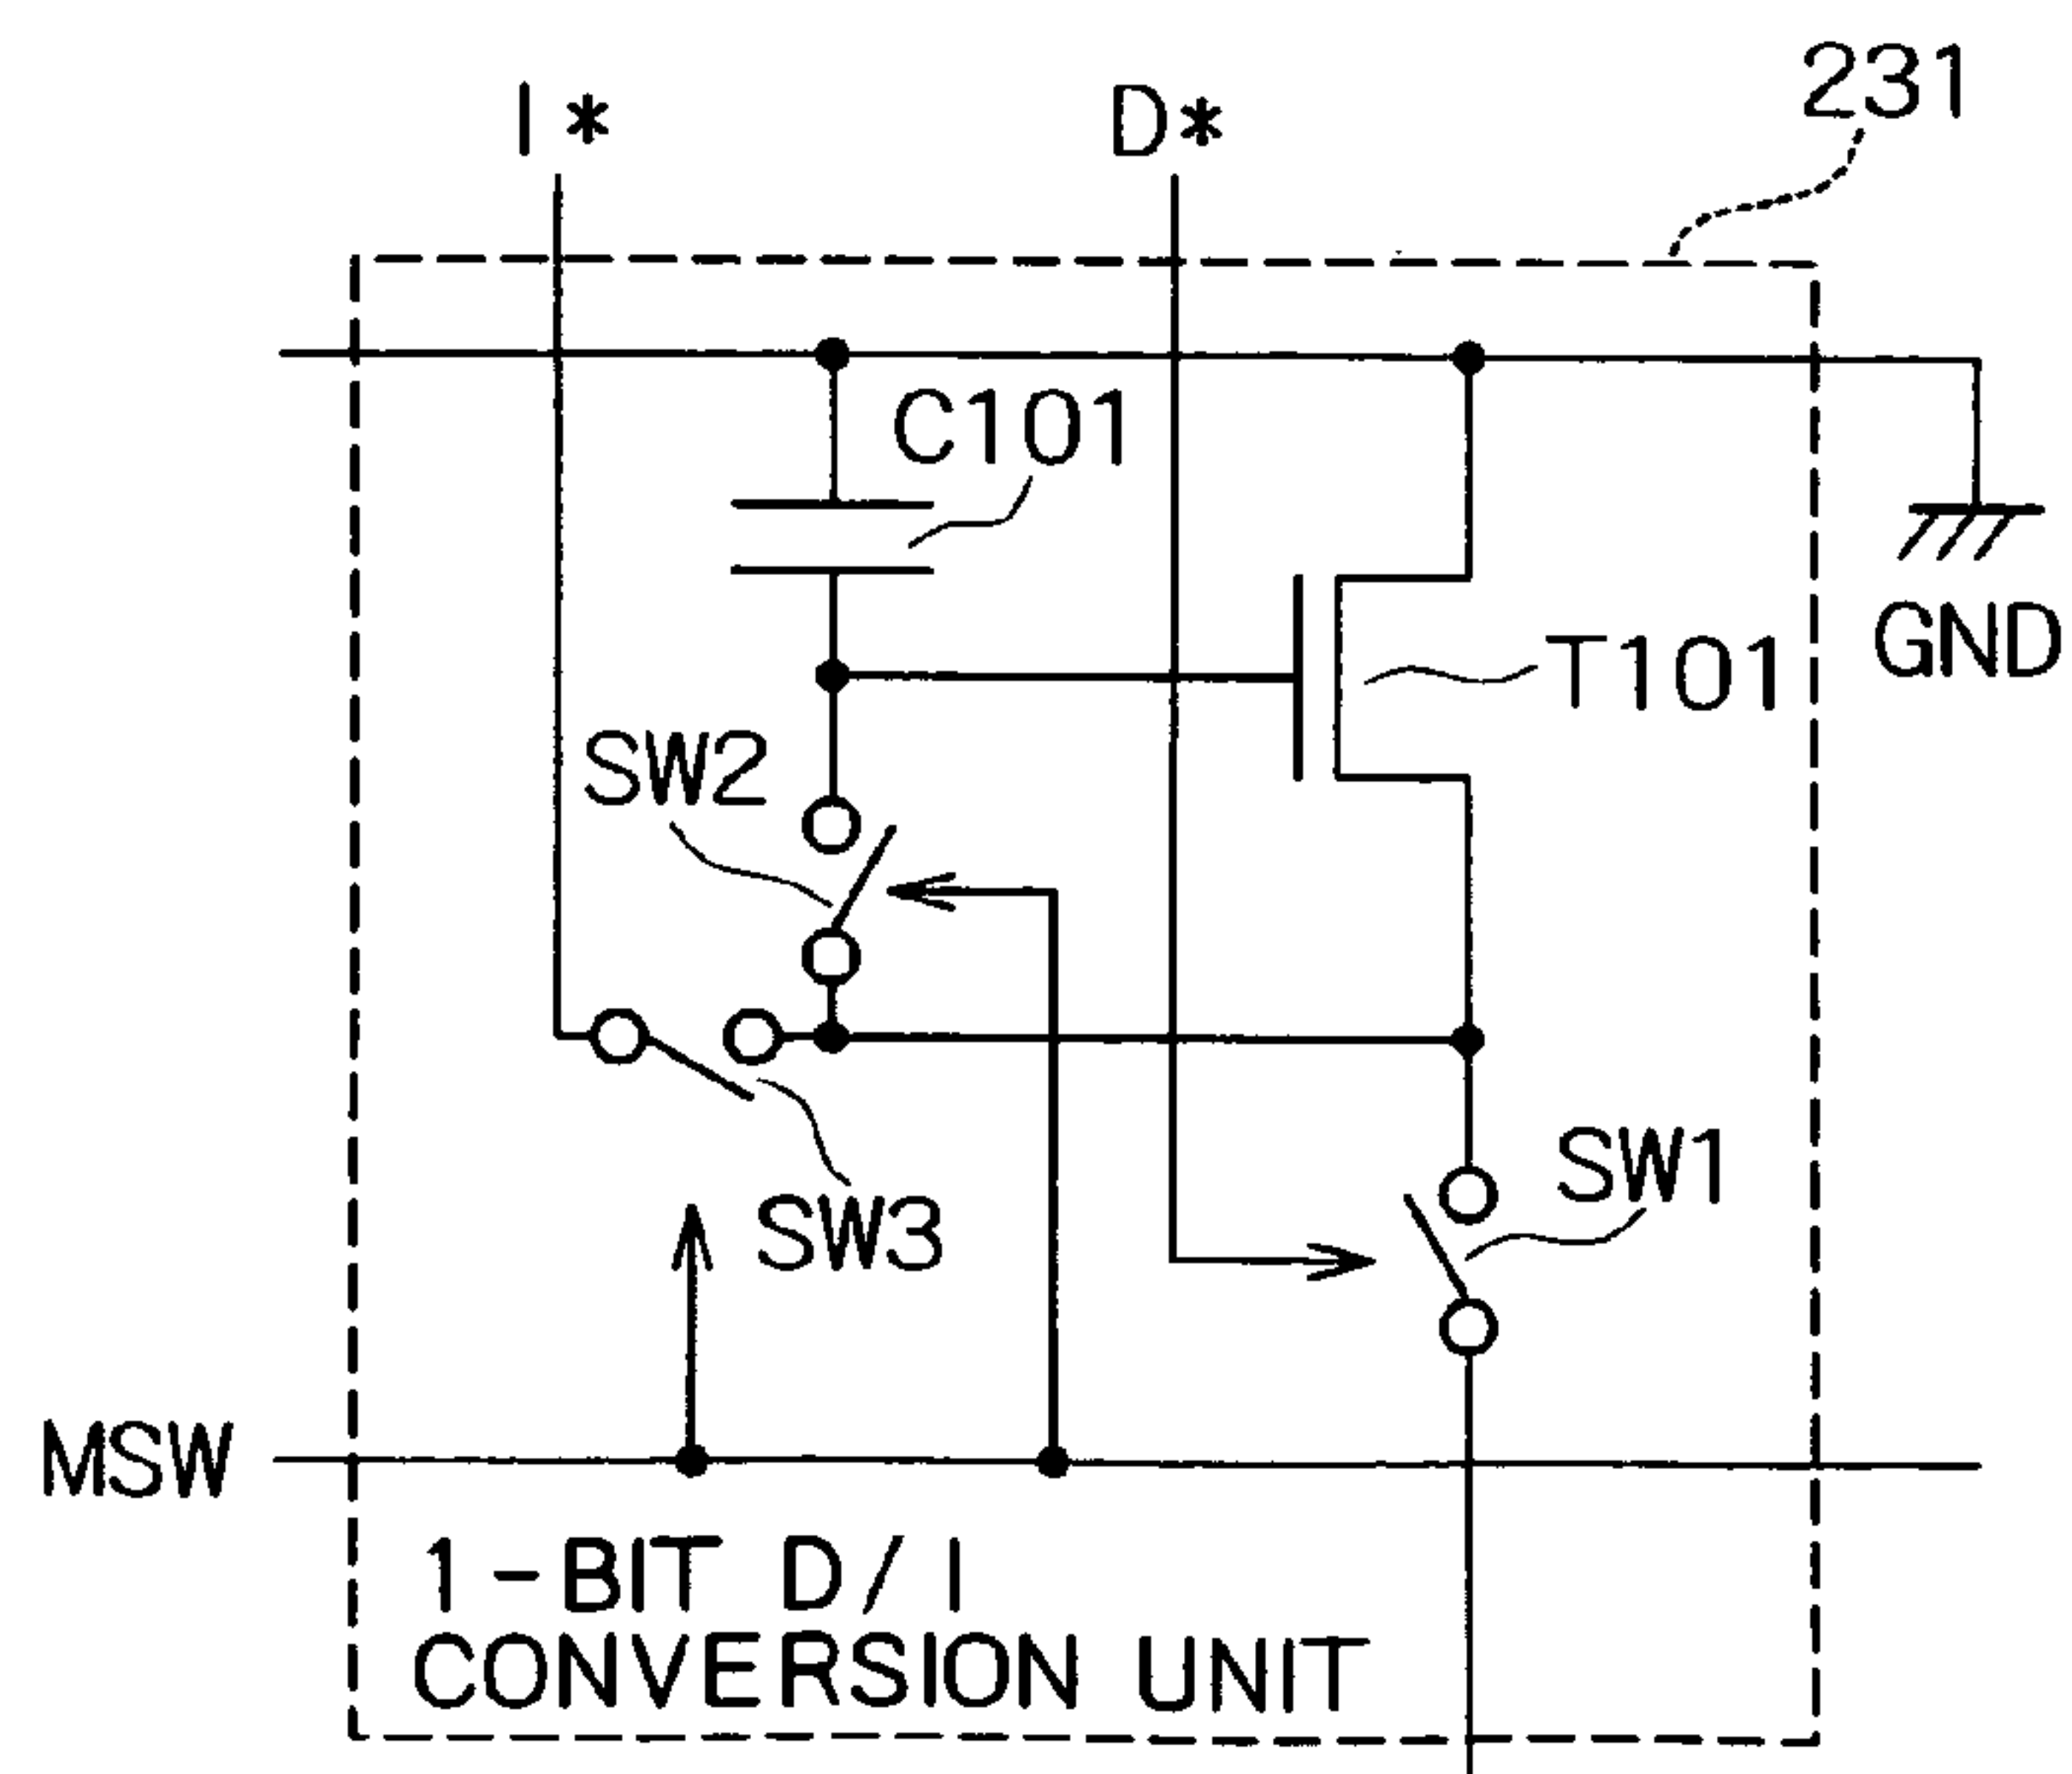 231
I*
D*
C101
T101
GND
SW2
SW1
SW3
MSW
1-BIT D/I
CONVERSION UNIT